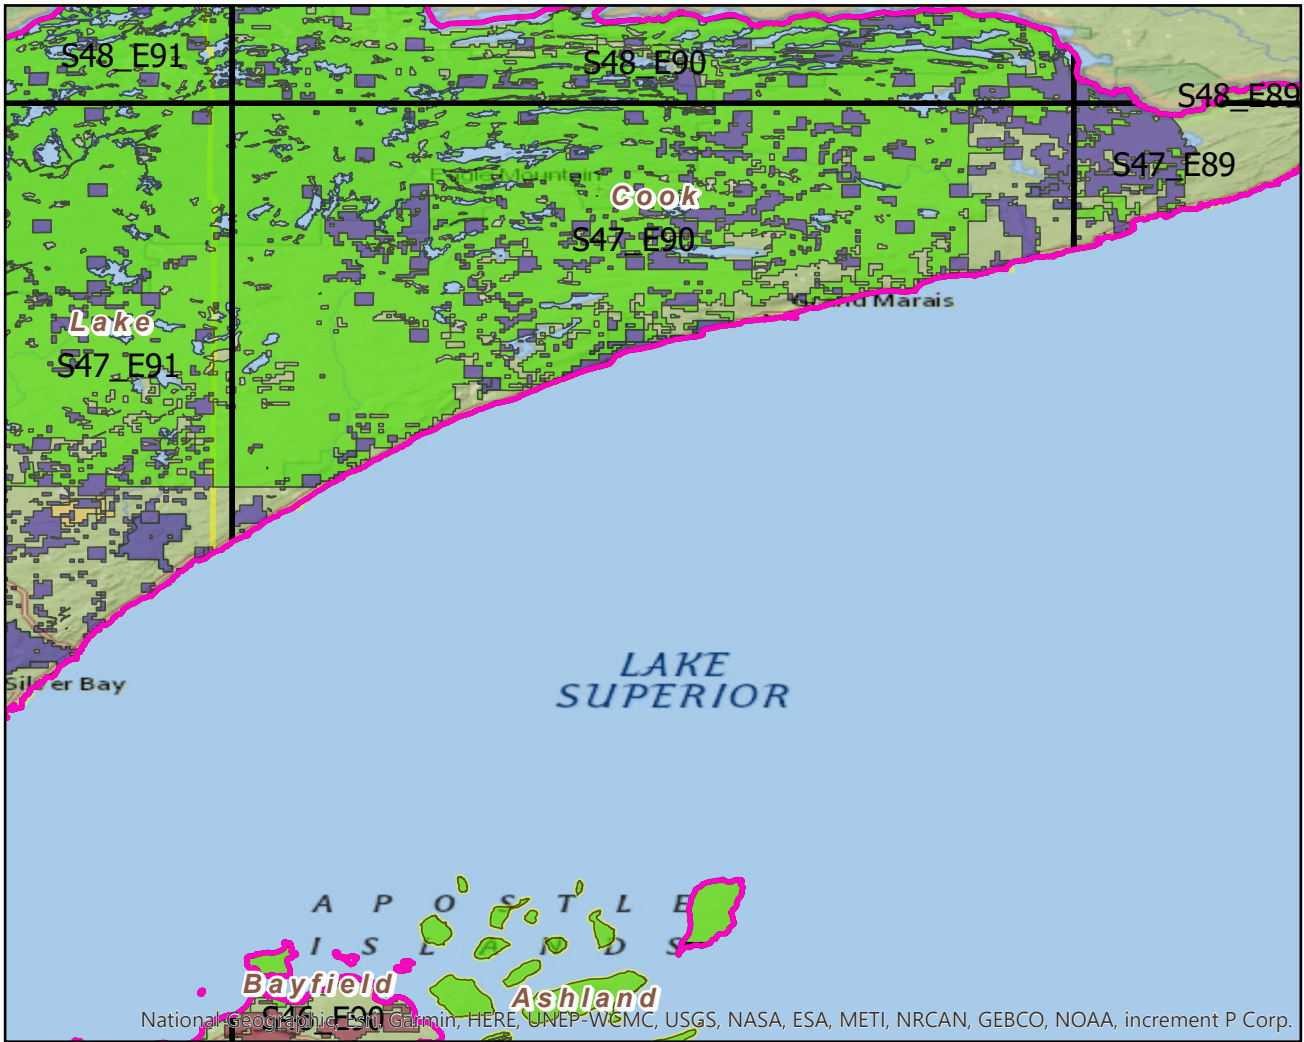 S48_E91
S48_E90
S48_E89
S47_E89
Eagle Mountain
Cook
S47_E90
Grand Marais
Lake
S47_E91
Silver Bay
LAKE
SUPERIOR
APOSTLE
ISLANDS
Bayfield
Ashland
S46_E90
National Geographic, Esri, Garmin, HERE, UNEP-WCMC, USGS, NASA, ESA, METI, NRCAN, GEBCO, NOAA, increment P Corp.